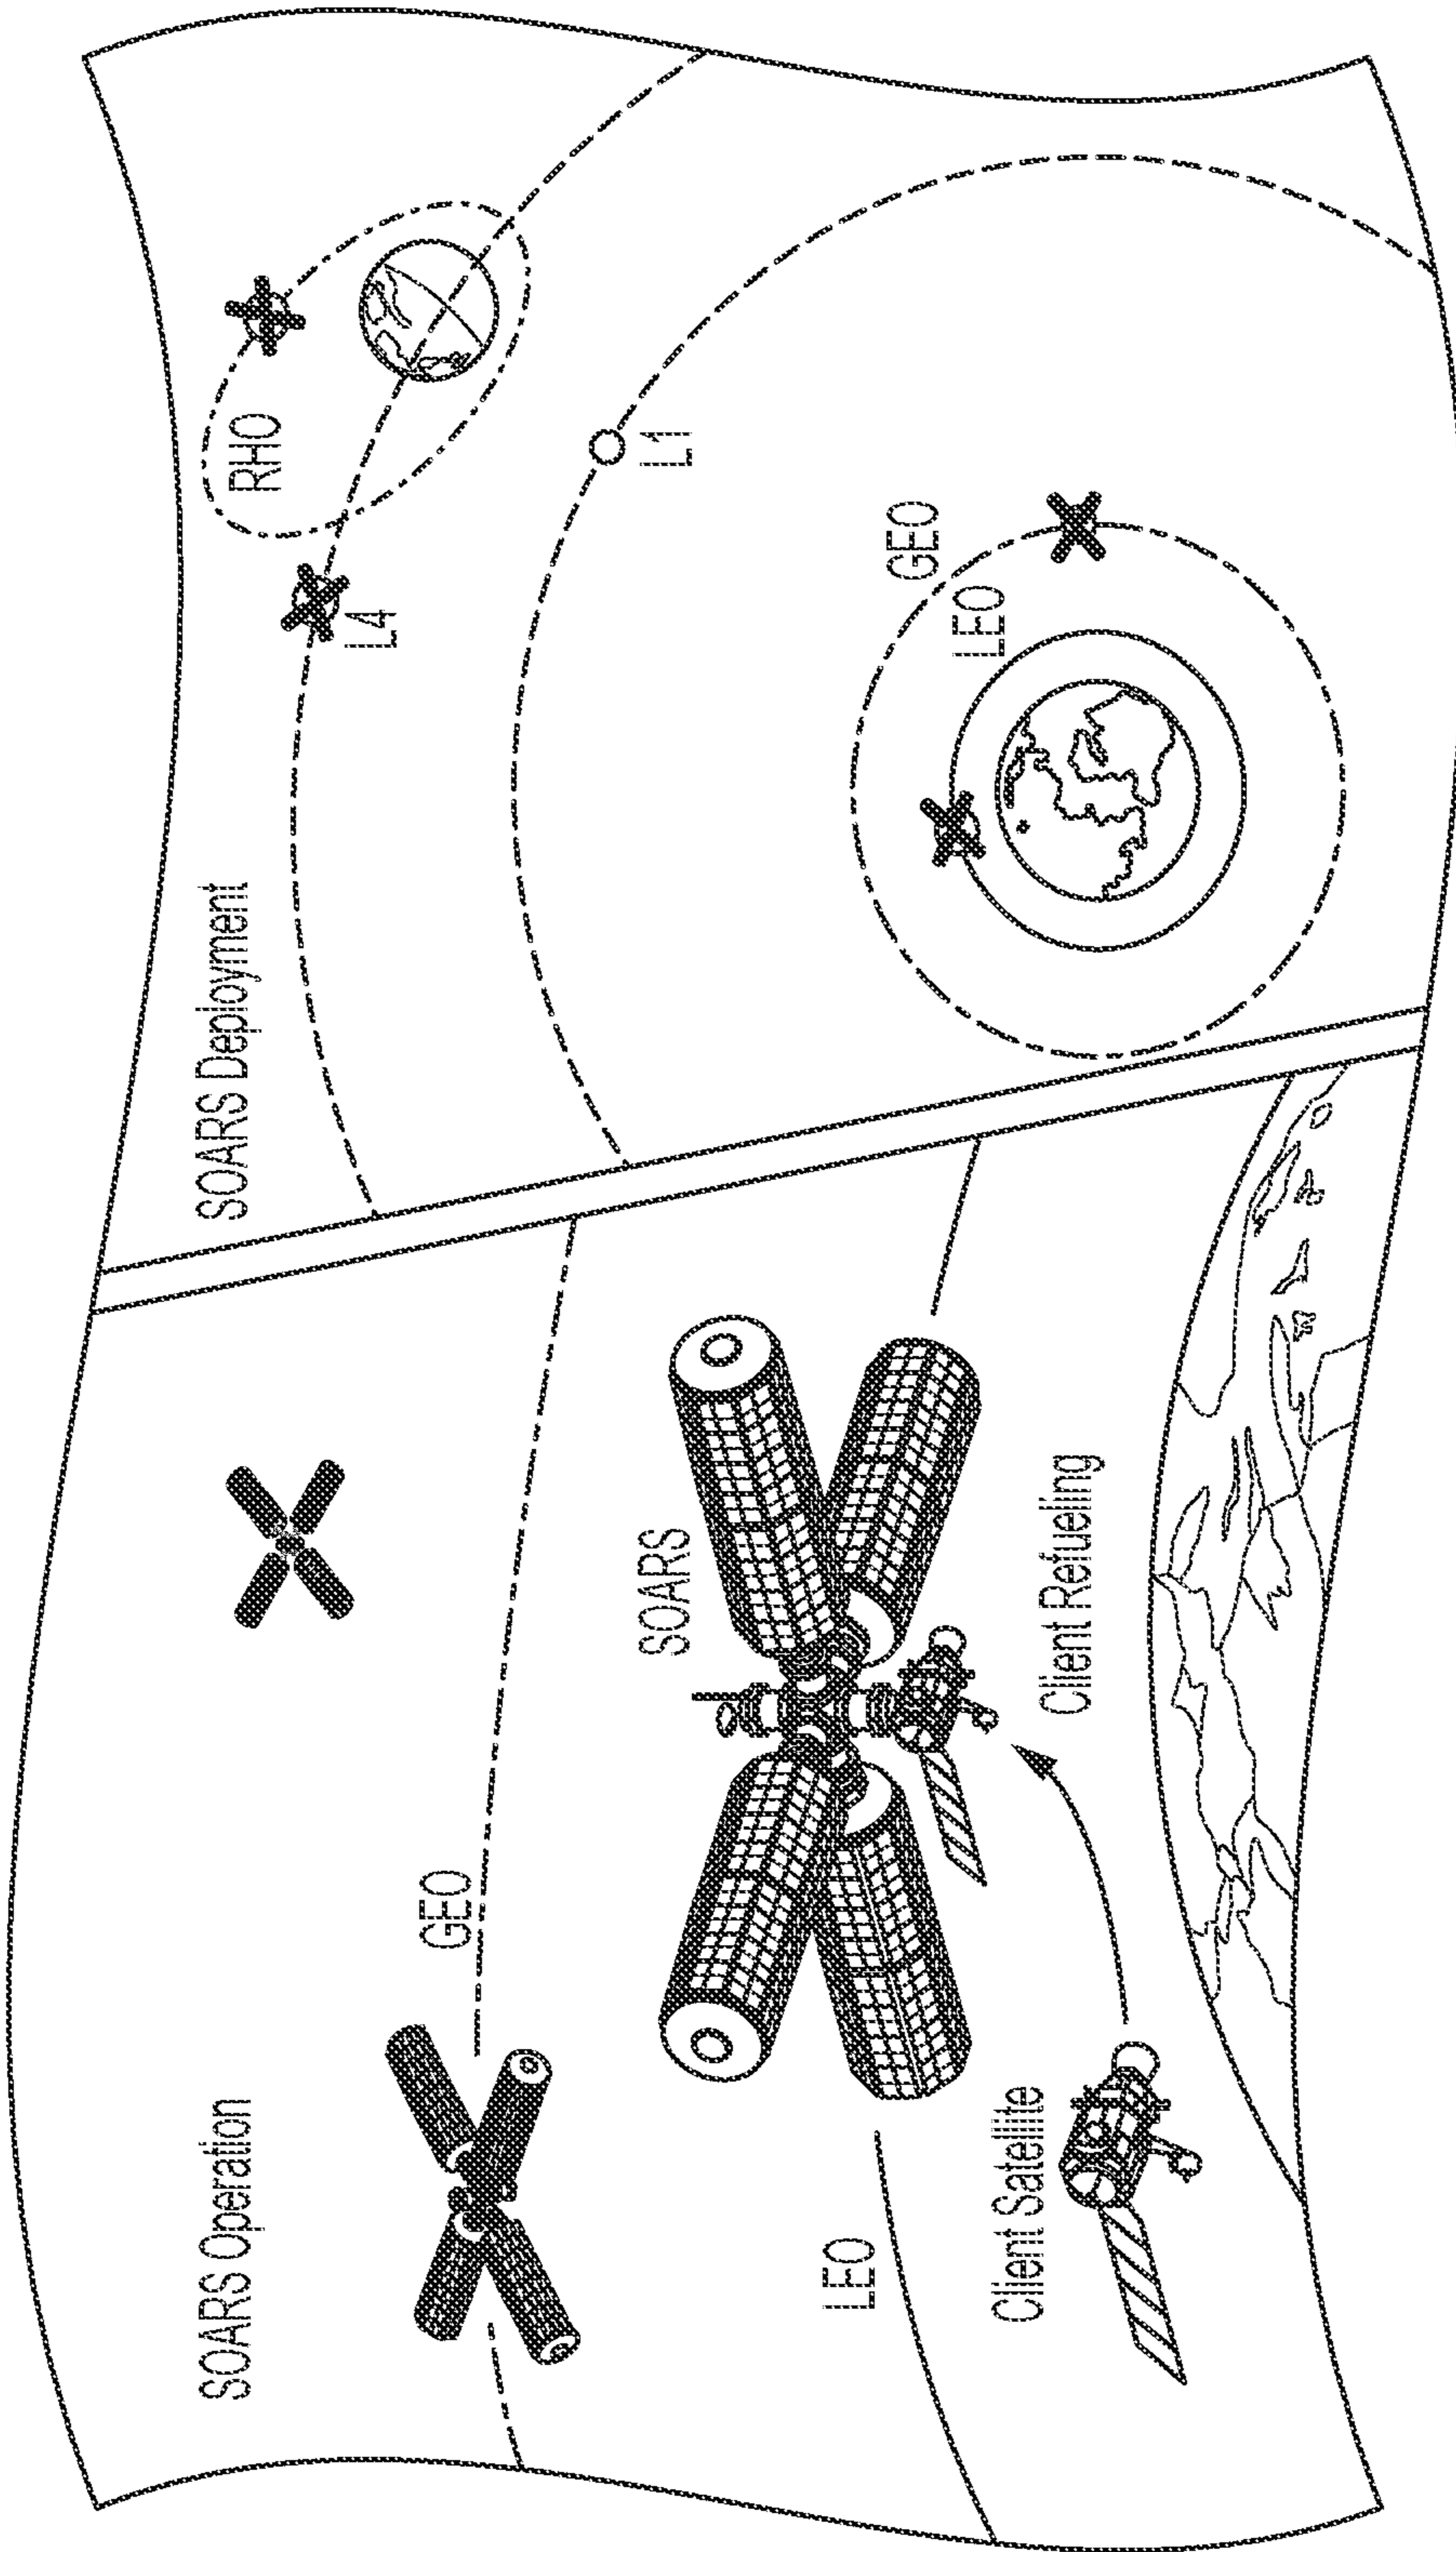 SOARS Operation
GEO
SOARS
LEO
Client Satellite
Client Refueling
SOARS Deployment
RHO
L4
L1
GEO
LEO